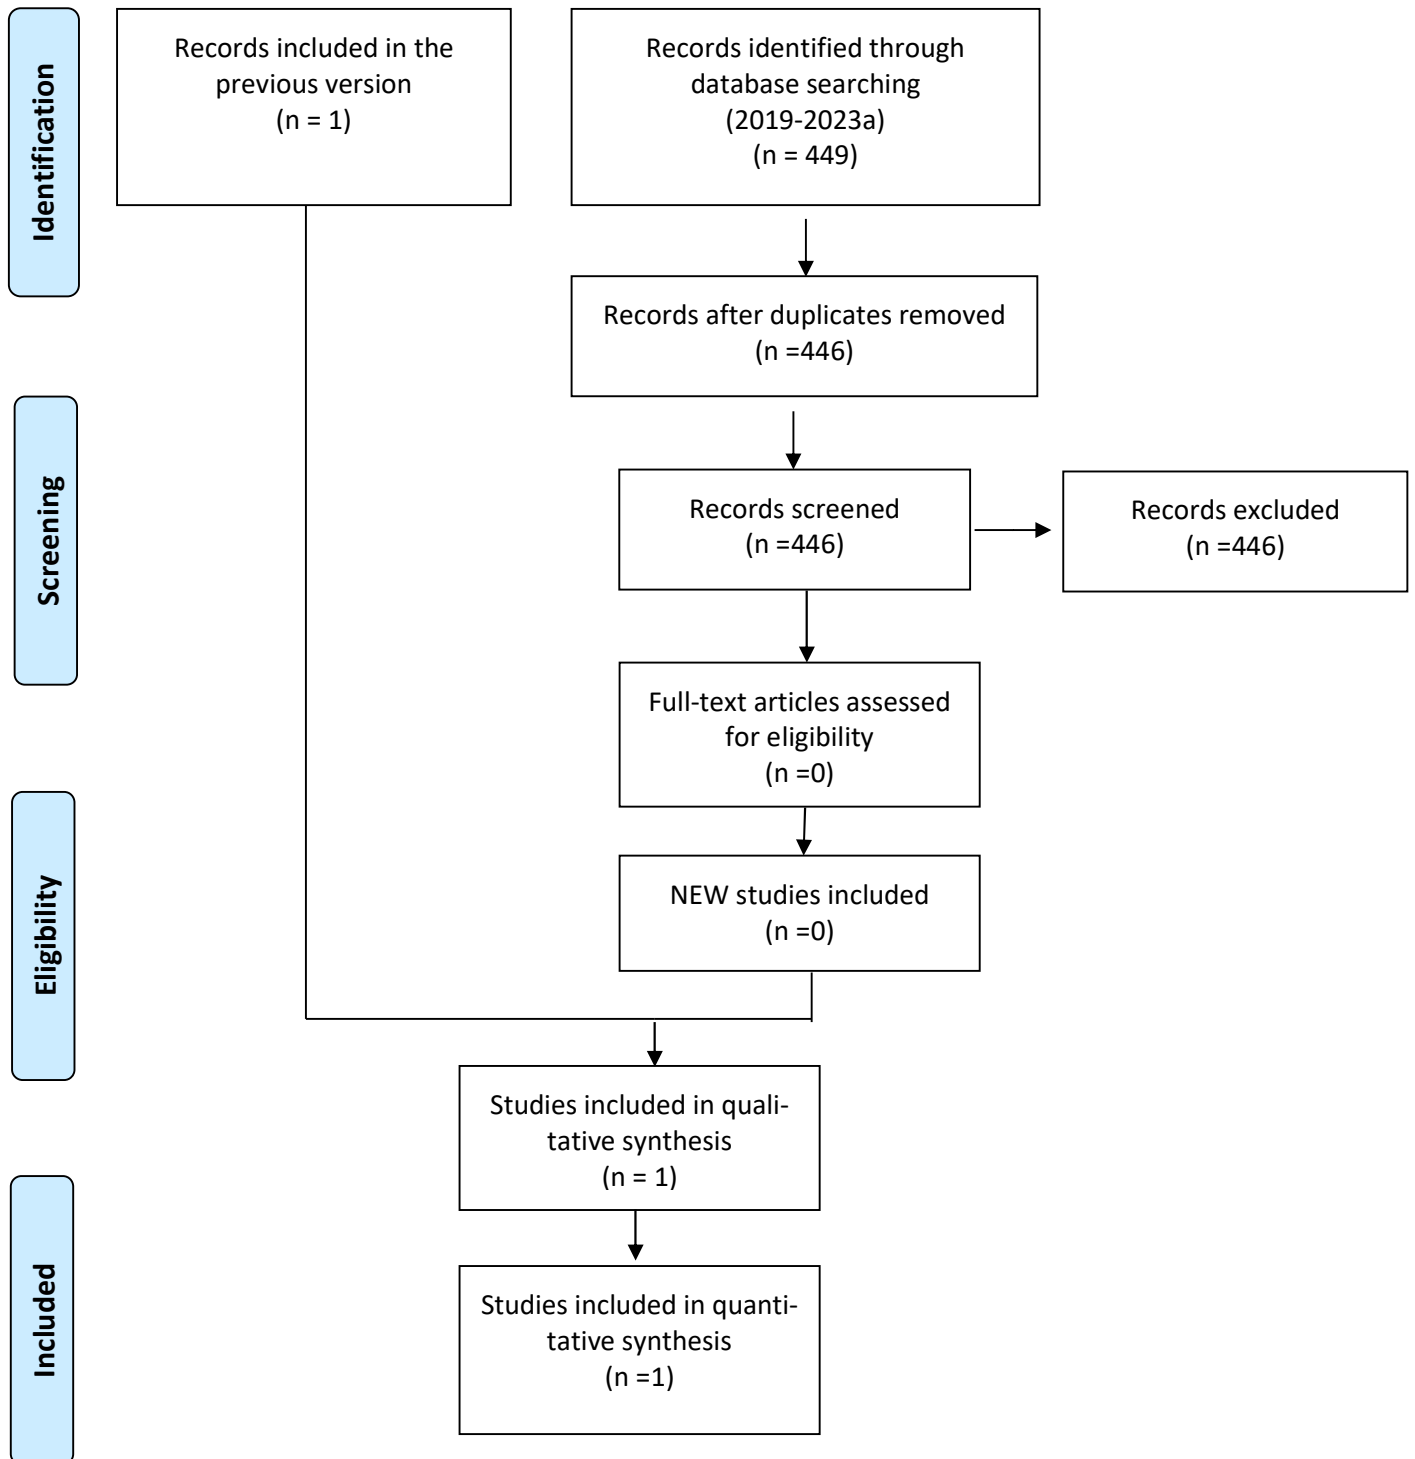 Identification
Records included in the
previous version
(n = 1)
Records identified through
database searching
(2019-2023a)
(n = 449)
Records after duplicates removed
(n =446)
Screening
Records screened
(n =446)
Records excluded
(n =446)
Full-text articles assessed
for eligibility
(n =0)
Eligibility
NEW studies included
(n =0)
Studies included in quali-
tative synthesis
(n = 1)
Included
Studies included in quanti-
tative synthesis
(n =1)